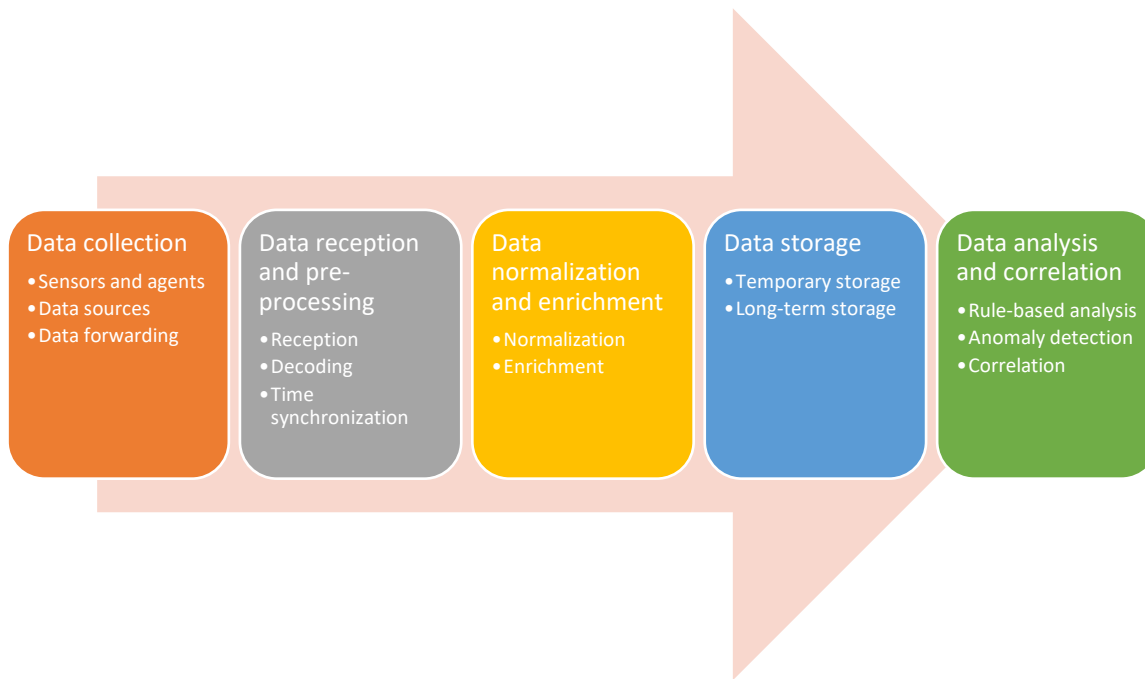 Data collection
•Sensors and agents
•Data sources
•Data forwarding
Data reception
and pre-
processing
•Reception
•Decoding
•Time
synchronization
Data
normalization
and enrichment
•Normalization
•Enrichment
Data storage
•Temporary storage
•Long-term storage
Data analysis
and correlation
•Rule-based analysis
•Anomaly detection
•Correlation